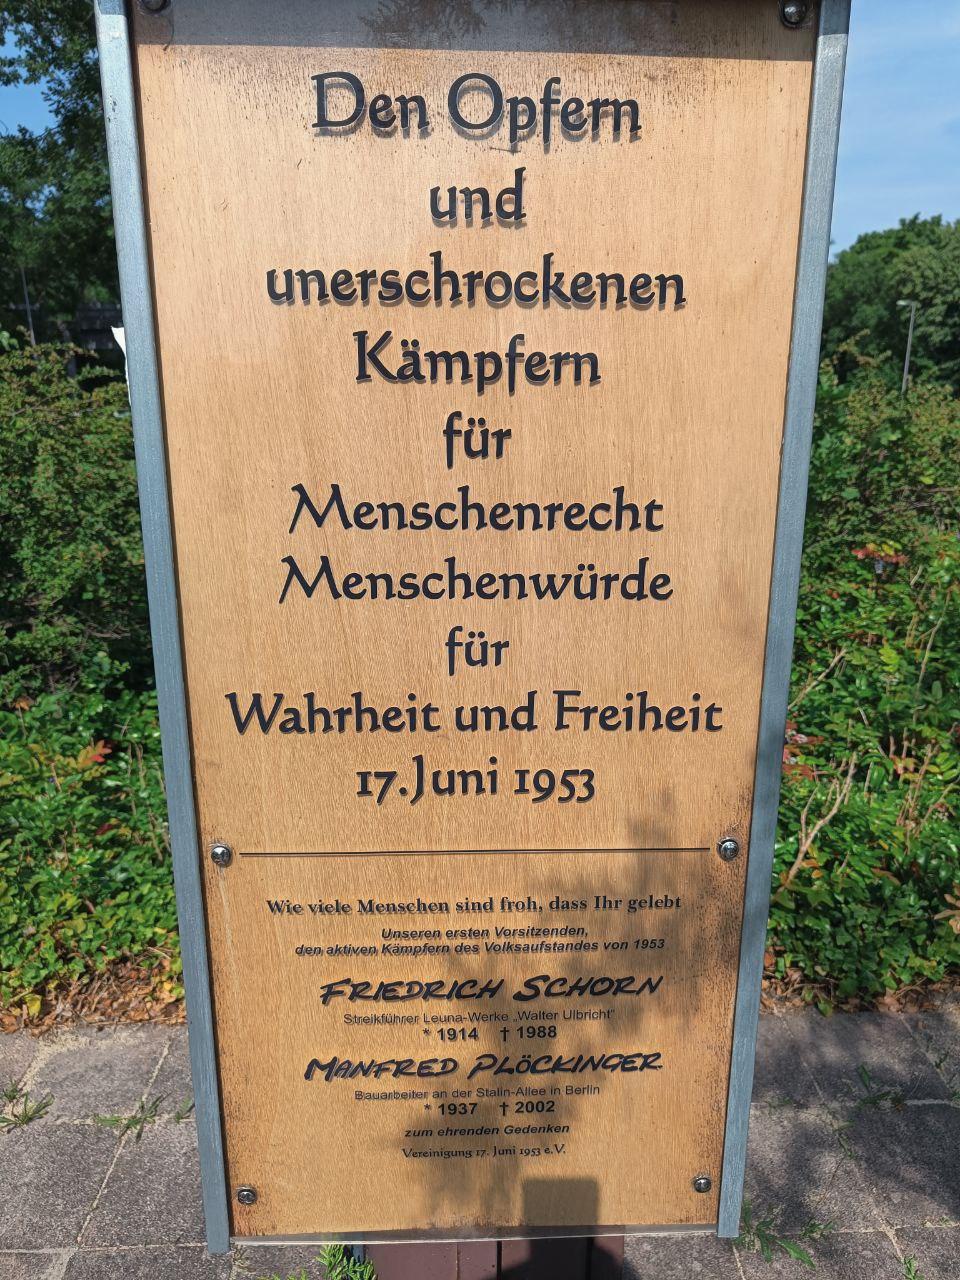 Den Opfern
und
unerschrockenen
Kämpfern
für
Menschenrecht
Menschenwürde
für
Wahrheit und Freiheit
17.Juni 1953
Wie viele Menschen sind froh, dass Ihr gelebt
Unseren ersten Vorsitzenden,
den aktiven Kämpfern des Volksaufstandes von 1953
FRIEDRICH SCHORN
Streikführer Leuna-Werke „Walter Ulbricht"
* 1914 † 1988
MANFRED PLÖCKINGER
Bauarbeiter an der Stalin-Allee in Berlin
* 1937 † 2002
zum ehrenden Gedenken
Vereinigung 17. Juni 1953 e.V.